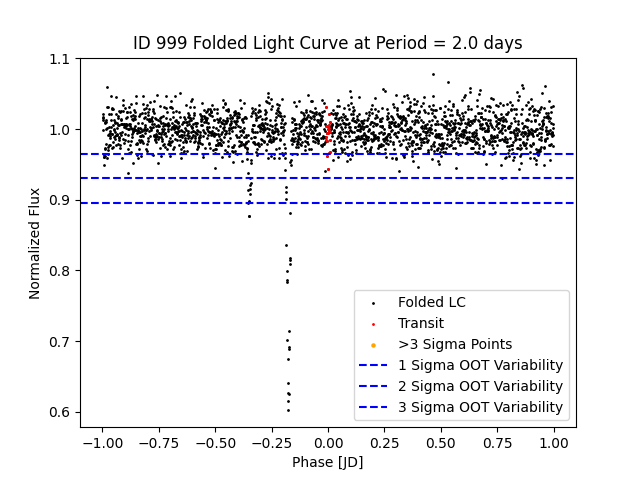 ID 999 Folded Light Curve at Period = 2.0 days
1.1
1.0
0.9
0.8
0.7
0.6
Normalized Flux
Folded LC
Transit
>3 Sigma Points
1 Sigma OOT Variability
2 Sigma OOT Variability
3 Sigma OOT Variability
−1.00 −0.75 −0.50 −0.25 0.00 0.25 0.50 0.75 1.00
Phase [JD]